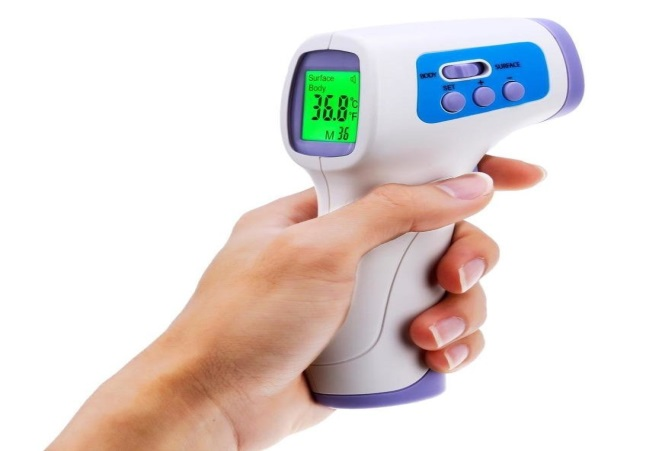 Surface
Body
36.8 °C
°F
M 36
BODY
SURFACE
SET
+
-